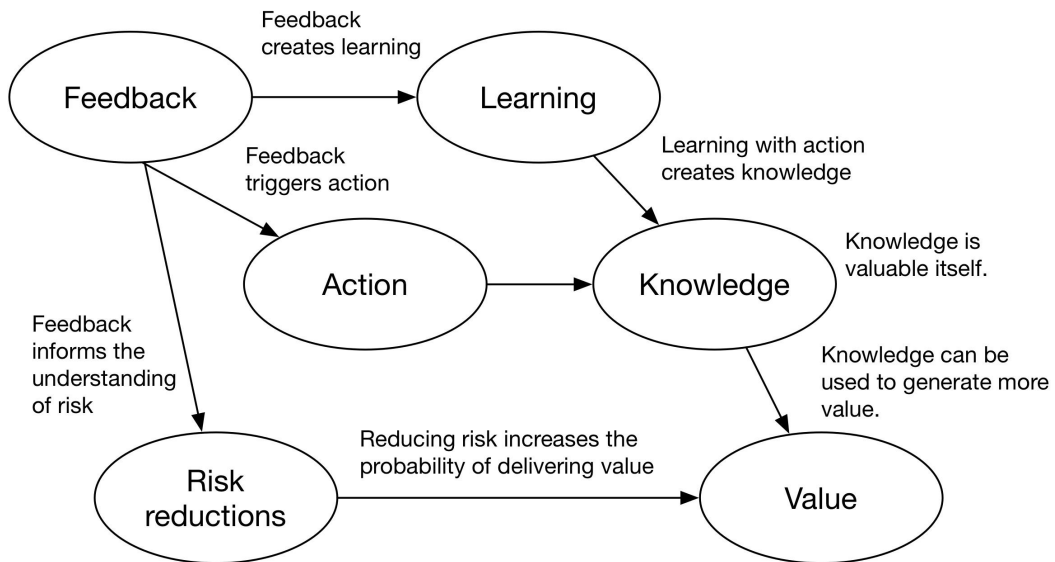 Feedback
creates learning
Feedback
Learning
Feedback
triggers action
Learning with action
creates knowledge
Action
Knowledge
Knowledge is
valuable itself.
Feedback
informs the
understanding
of risk
Knowledge can be
used to generate more
value.
Reducing risk increases the
probability of delivering value
Risk
reductions
Value